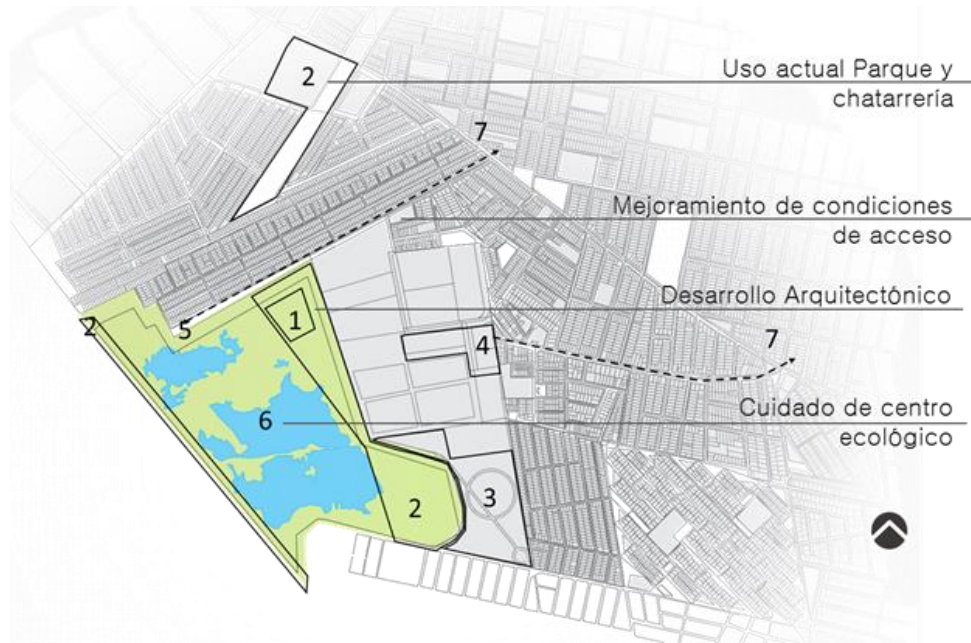 Uso actual Parque y
chatarrería
2
7
Mejoramiento de condiciones
de acceso
Desarrollo Arquitectónico
1
2
5
4
7
6
Cuidado de centro
ecológico
2
3